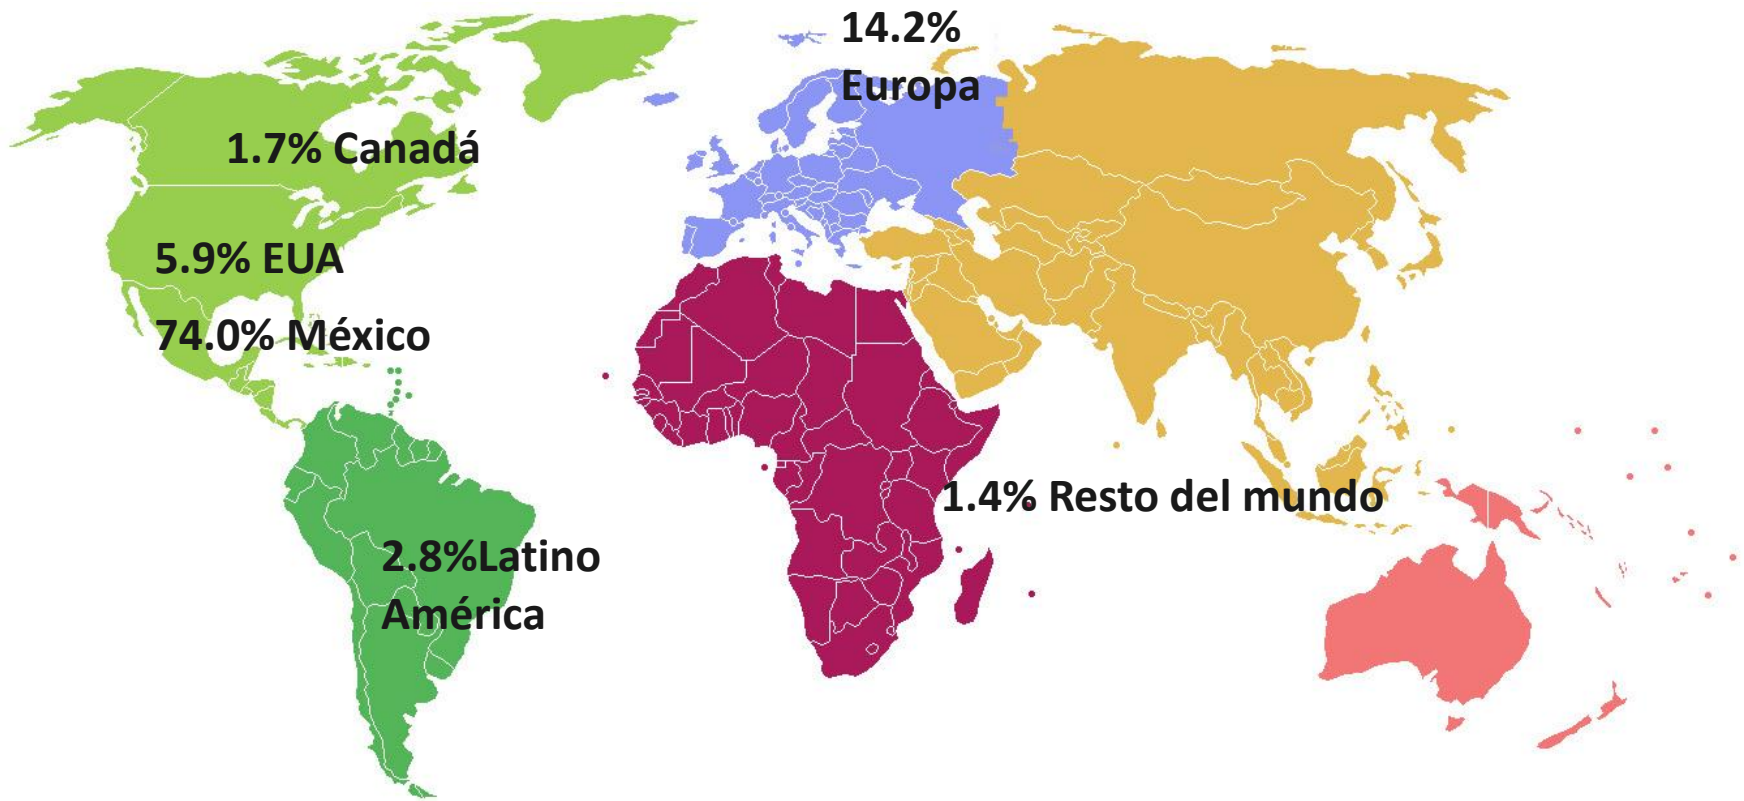 14.2%
Europa
1.7% Canadá
5.9% EUA
74.0% México
1.4% Resto del mundo
2.8%Latino
América